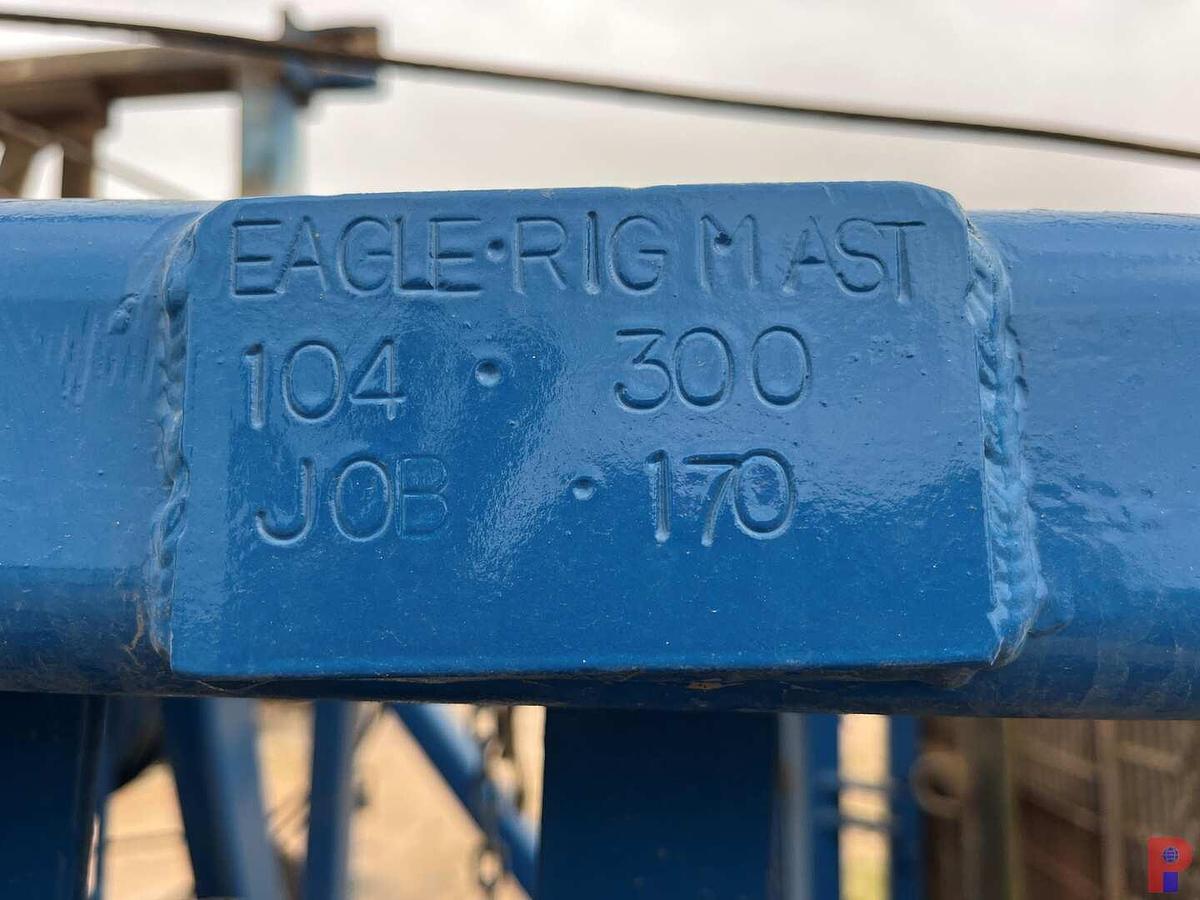 EAGLE·RIG MAST
104 · 300
JOB · 170